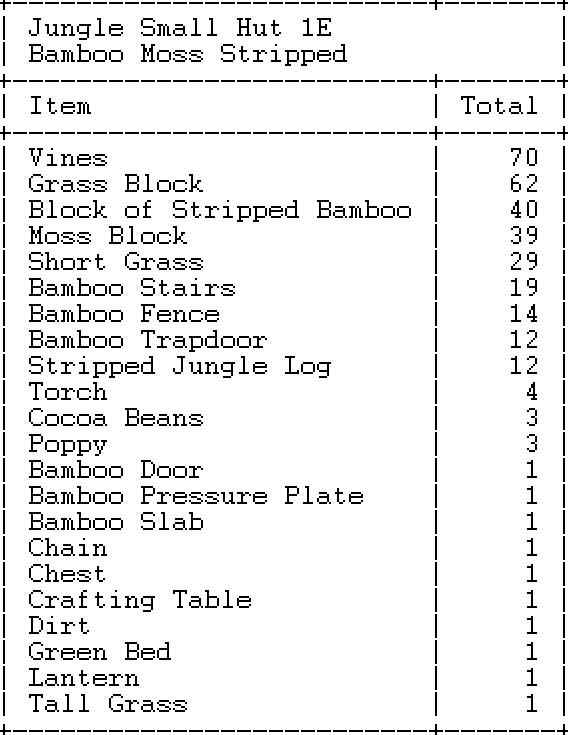 Jungle Small Hut 1E
Bamboo Moss Stripped
Item Total
Vines 70
Grass Block 62
Block of Stripped Bamboo 40
Moss Block 39
Short Grass 29
Bamboo Stairs 19
Bamboo Fence 14
Bamboo Trapdoor 12
Stripped Jungle Log 12
Torch 4
Cocoa Beans 3
Poppy 3
Bamboo Door 1
Bamboo Pressure Plate 1
Bamboo Slab 1
Chain 1
Chest 1
Crafting Table 1
Dirt 1
Green Bed 1
Lantern 1
Tall Grass 1